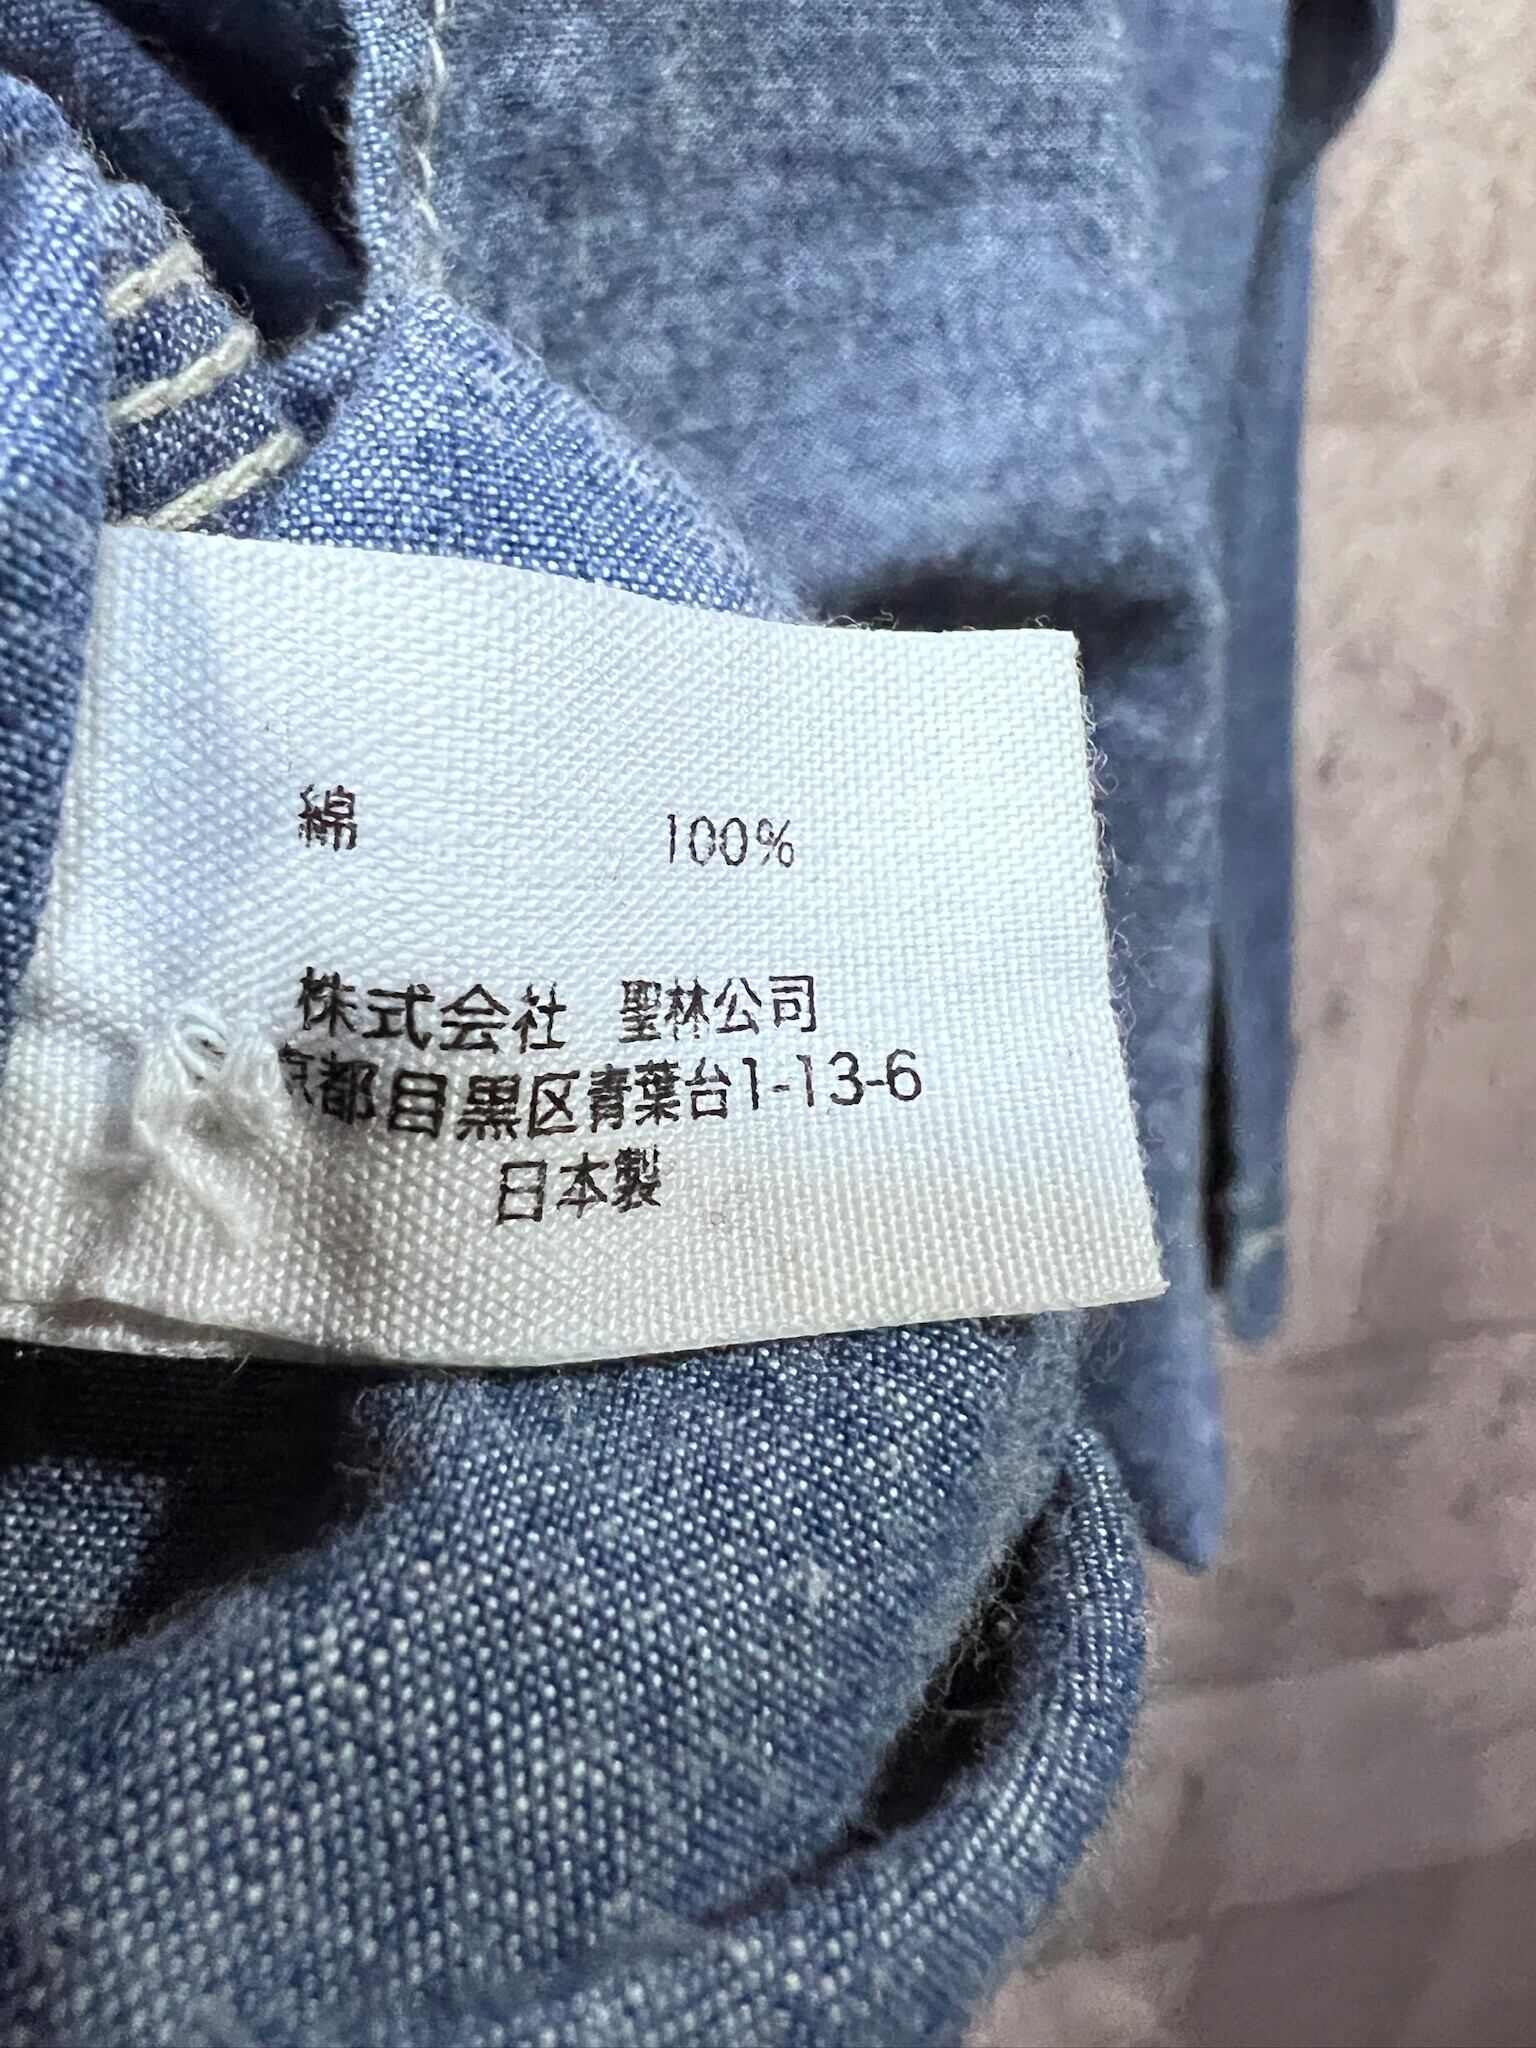 綿 100%
株式会社 聖林公司
京都目黒区青葉台1-13-6
日本製